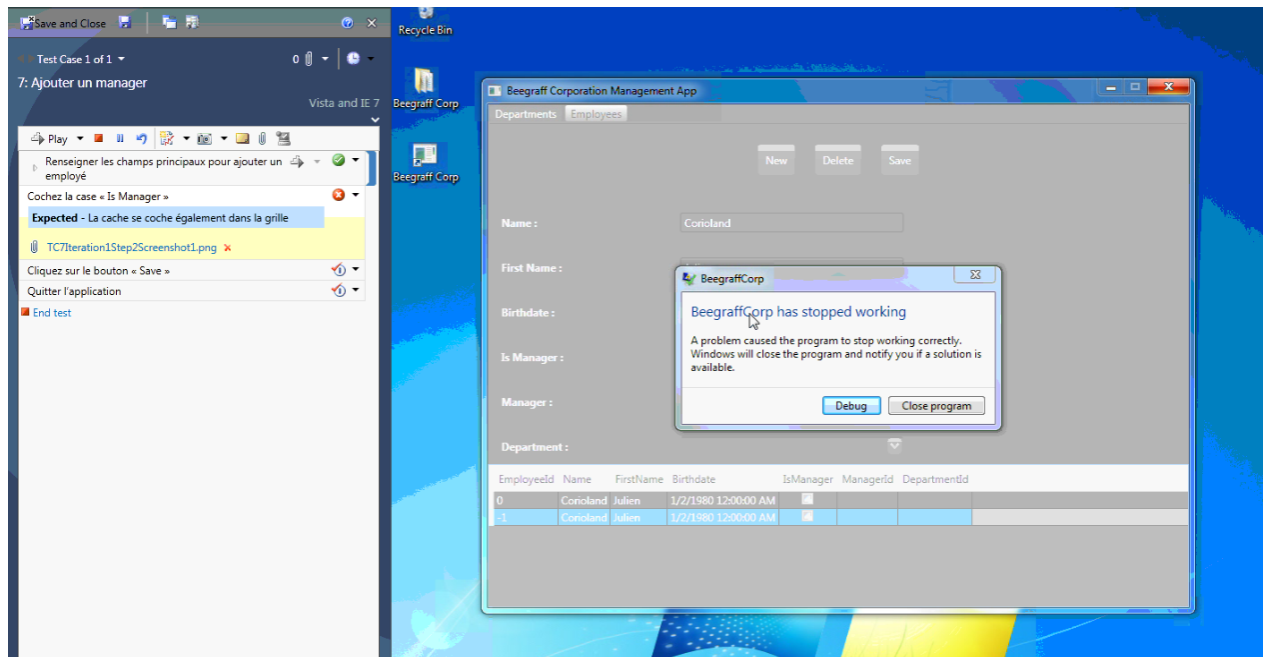 Save and Close
Test Case 1 of 1
0
7: Ajouter un manager
Vista and IE 7
Play
Renseigner les champs principaux pour ajouter un
employé
Cochez la case « Is Manager »
Expected - La cache se coche également dans la grille
TC7Iteration1Step2Screenshot1.png
Cliquez sur le bouton « Save »
Quitter l'application
End test
Recycle Bin
Beegraff Corp
Beegraff Corp
Beegraff Corporation Management App
Departments Employees
New Delete Save
Name : Corioland
First Name :
Birthdate :
Is Manager :
Manager :
Department :
BeegraffCorp
BeegraffCorp has stopped working
A problem caused the program to stop working correctly.
Windows will close the program and notify you if a solution is
available.
Debug Close program
EmployeeId Name FirstName Birthdate IsManager ManagerId DepartmentId
0 Corioland Julien 1/2/1980 12:00:00 AM
-1 Corioland Julien 1/2/1980 12:00:00 AM